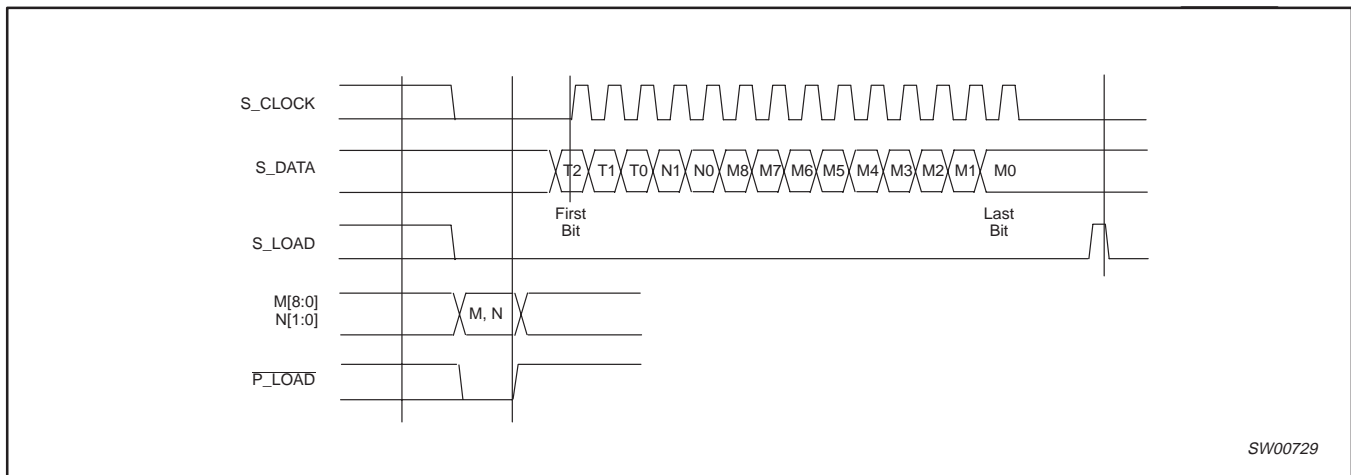 S_CLOCK
S_DATA
T2 T1 T0 N1 N0 M8 M7 M6 M5 M4 M3 M2 M1 M0
First
Bit
Last
Bit
S_LOAD
M[8:0]
N[1:0]
M, N
P_LOAD
SW00729